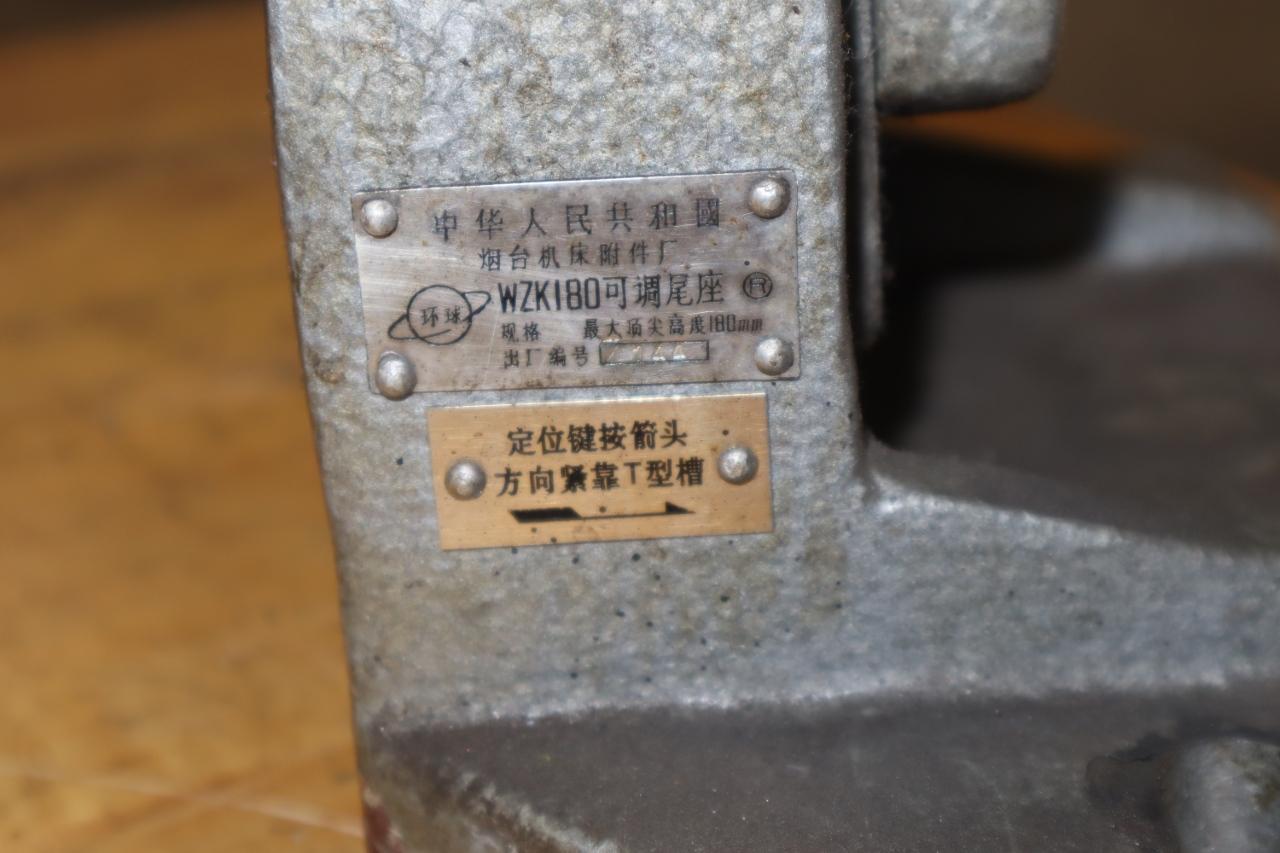 中华人民共和國
烟台机床附件厂
环球
WZK180可调尾座 ®
规格 最大顶尖高度180mm
出厂编号
定位键按箭头
方向紧靠T型槽